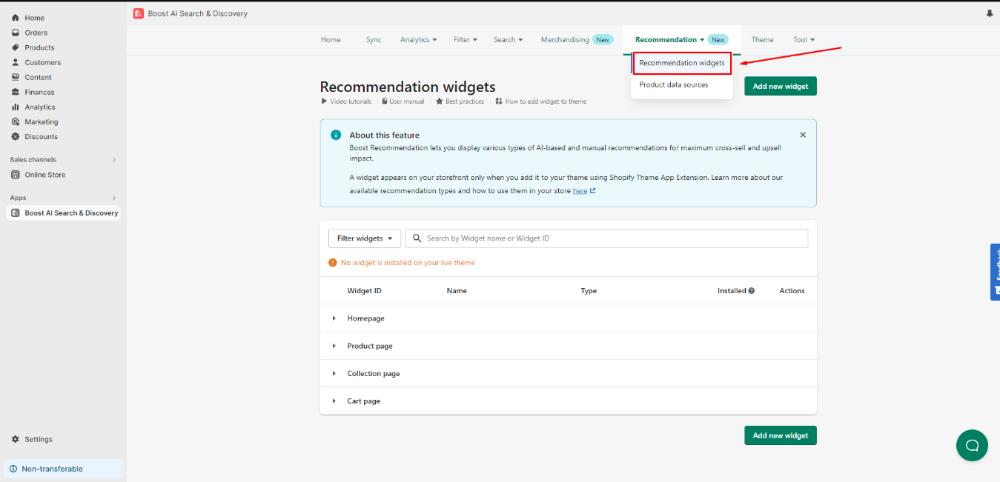 Home
Orders
Products
Customers
Content
Finances
Analytics
Marketing
Discounts
Sales channels
Online Store
Apps
Boost AI Search & Discovery
Settings
Non-transferable
Boost AI Search & Discovery
Home Sync Analytics Filter Search Merchandising New Recommendation New Theme Tool
Recommendation widgets
Product data sources
Recommendation widgets
Add new widget
Video tutorials User manual Best practices How to add widget to theme
About this feature
Boost Recommendation lets you display various types of AI-based and manual recommendations for maximum cross-sell and upsell
impact.
A widget appears on your storefront only when you add it to your theme using Shopify Theme App Extension. Learn more about our
available recommendation types and how to use them in your store here
Filter widgets Search by Widget name or Widget ID
No widget is installed on your live theme
Widget ID Name Type Installed Actions
Homepage
Product page
Collection page
Cart page
Add new widget